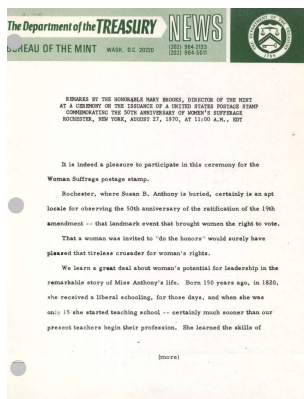 The Department of the TREASURY NEWS
BUREAU OF THE MINT WASH., D.C. 20220 (202) 964-2133
(202) 964-5011
THE DEPARTMENT OF THE TREASURY
1789
REMARKS BY THE HONORABLE MARY BROOKS, DIRECTOR OF THE MINT
AT A CEREMONY ON THE ISSUANCE OF A UNITED STATES POSTAGE STAMP
COMMEMORATING THE 50TH ANNIVERSARY OF WOMEN'S SUFFERAGE
ROCHESTER, NEW YORK, AUGUST 27, 1970, AT 11:00 A.M., EDT
It is indeed a pleasure to participate in this ceremony for the
Woman Suffrage postage stamp.
Rochester, where Susan B. Anthony is buried, certainly is an apt
locale for observing the 50th anniversary of the ratification of the 19th
amendment -- that landmark event that brought women the right to vote.
That a woman was invited to "do the honors" would surely have
pleased that tireless crusader for woman's rights.
We learn a great deal about woman's potential for leadership in the
remarkable story of Miss Anthony's life. Born 150 years ago, in 1820,
she received a liberal schooling, for those days, and when she was
only 15 she started teaching school -- certainly much sooner than our
present teachers begin their profession. She learned the skills of
(more)